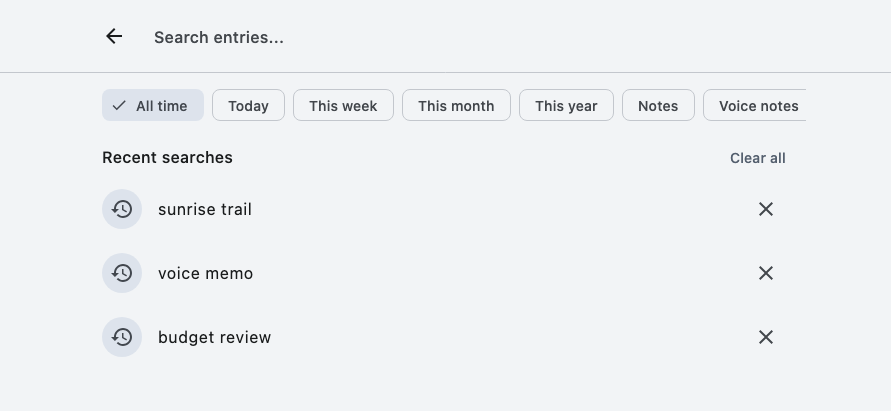 Search entries...
All time Today This week This month This year Notes Voice notes
Recent searches Clear all
sunrise trail
voice memo
budget review